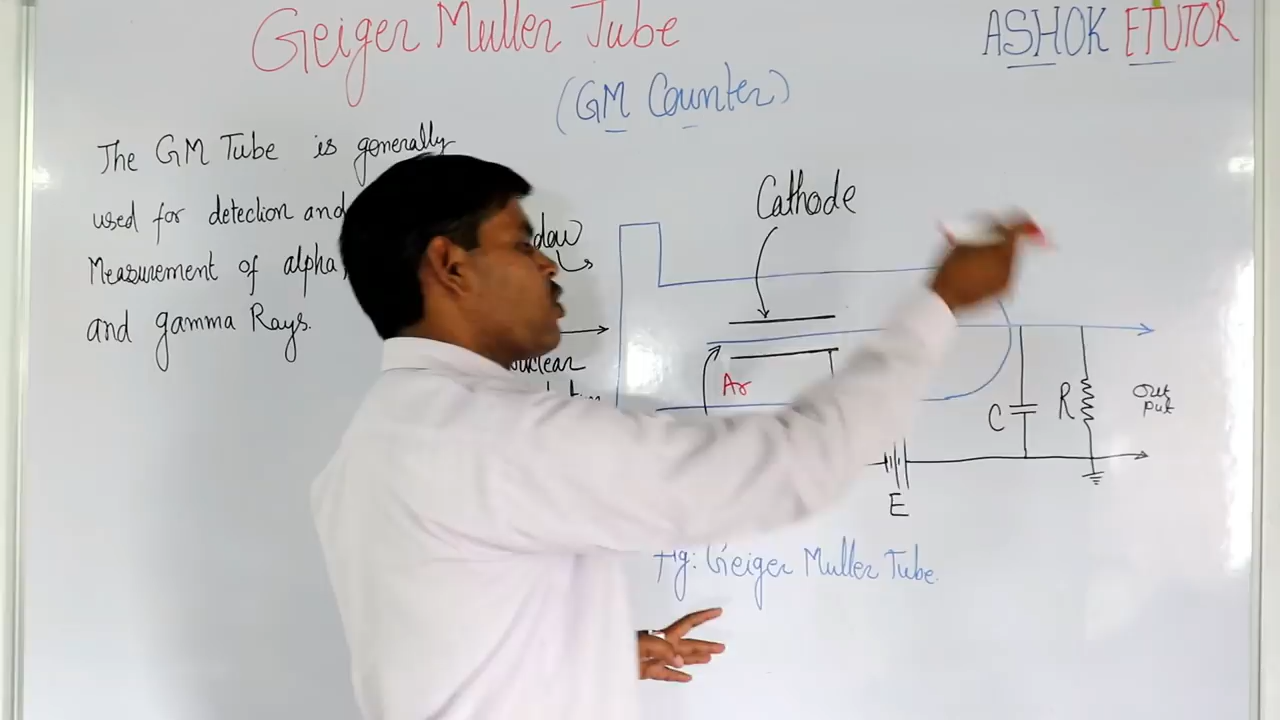 Geiger Muller Tube
ASHOK ETUTOR
(GM Counter)
The GM Tube is generally
used for detection and
Measurement of alpha
and gamma Rays.
Cathode
Ar
C
R
Out
put
E
Fig: Geiger Muller Tube.